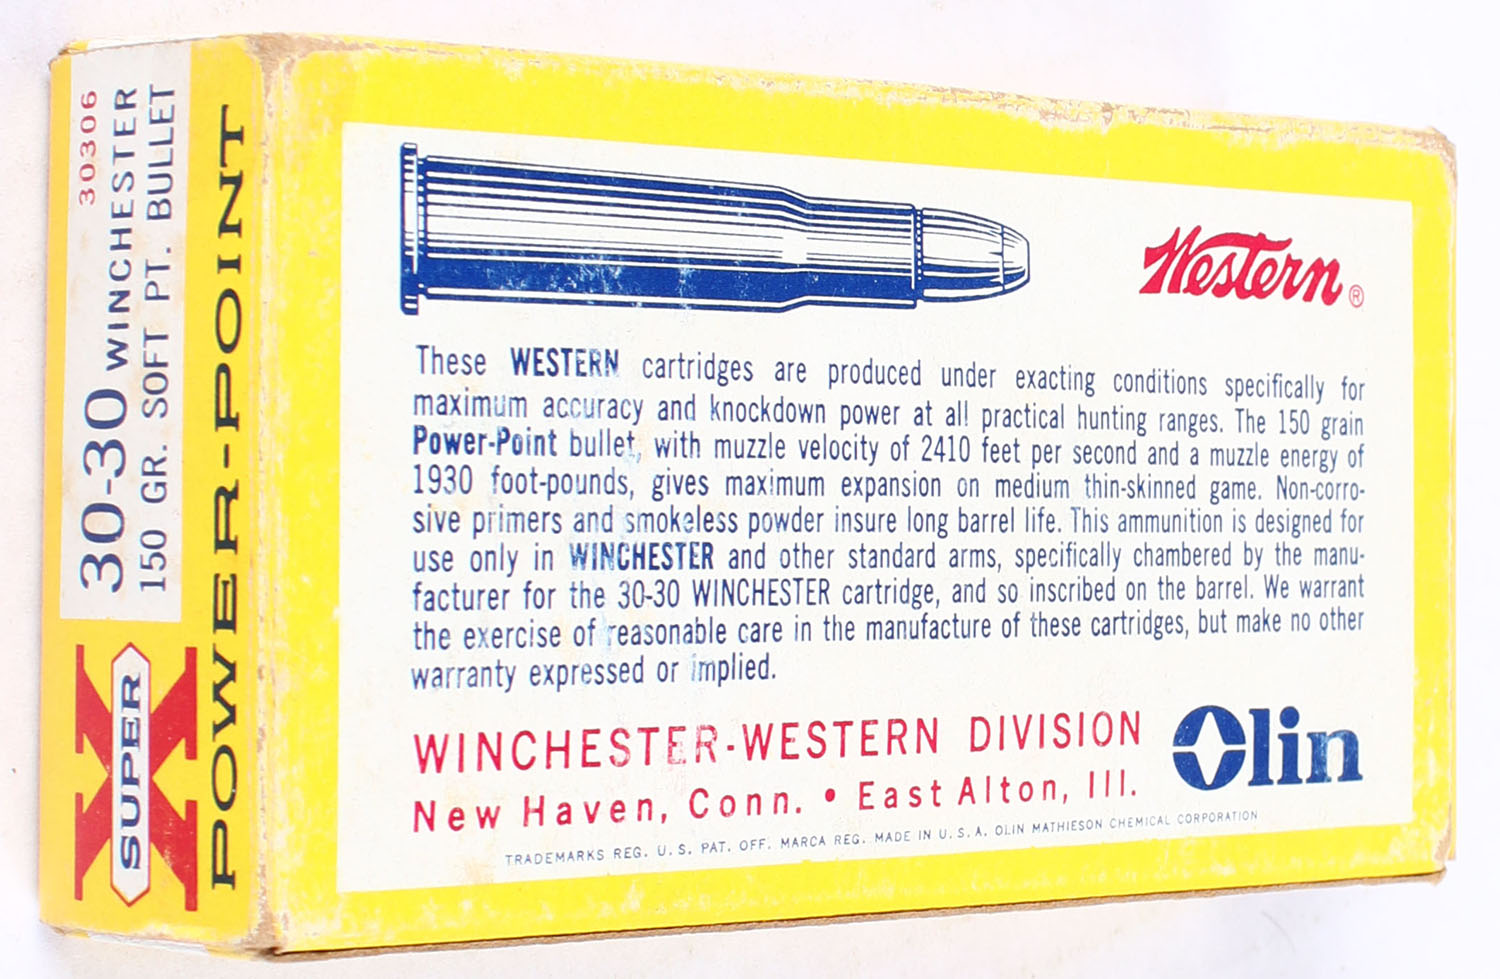 30306
30-30 WINCHESTER
150 GR. SOFT PT. BULLET
SUPER X
POWER-POINT
Western ®
These WESTERN cartridges are produced under exacting conditions specifically for
maximum accuracy and knockdown power at all practical hunting ranges. The 150 grain
Power-Point bullet, with muzzle velocity of 2410 feet per second and a muzzle energy of
1930 foot-pounds, gives maximum expansion on medium thin-skinned game. Non-corro-
sive primers and smokeless powder insure long barrel life. This ammunition is designed for
use only in WINCHESTER and other standard arms, specifically chambered by the manu-
facturer for the 30-30 WINCHESTER cartridge, and so inscribed on the barrel. We warrant
the exercise of reasonable care in the manufacture of these cartridges, but make no other
warranty expressed or implied.
WINCHESTER-WESTERN DIVISION
New Haven, Conn. • East Alton, Ill.
Olin
TRADEMARKS REG. U. S. PAT. OFF. MARCA REG. MADE IN U. S. A. OLIN MATHIESON CHEMICAL CORPORATION